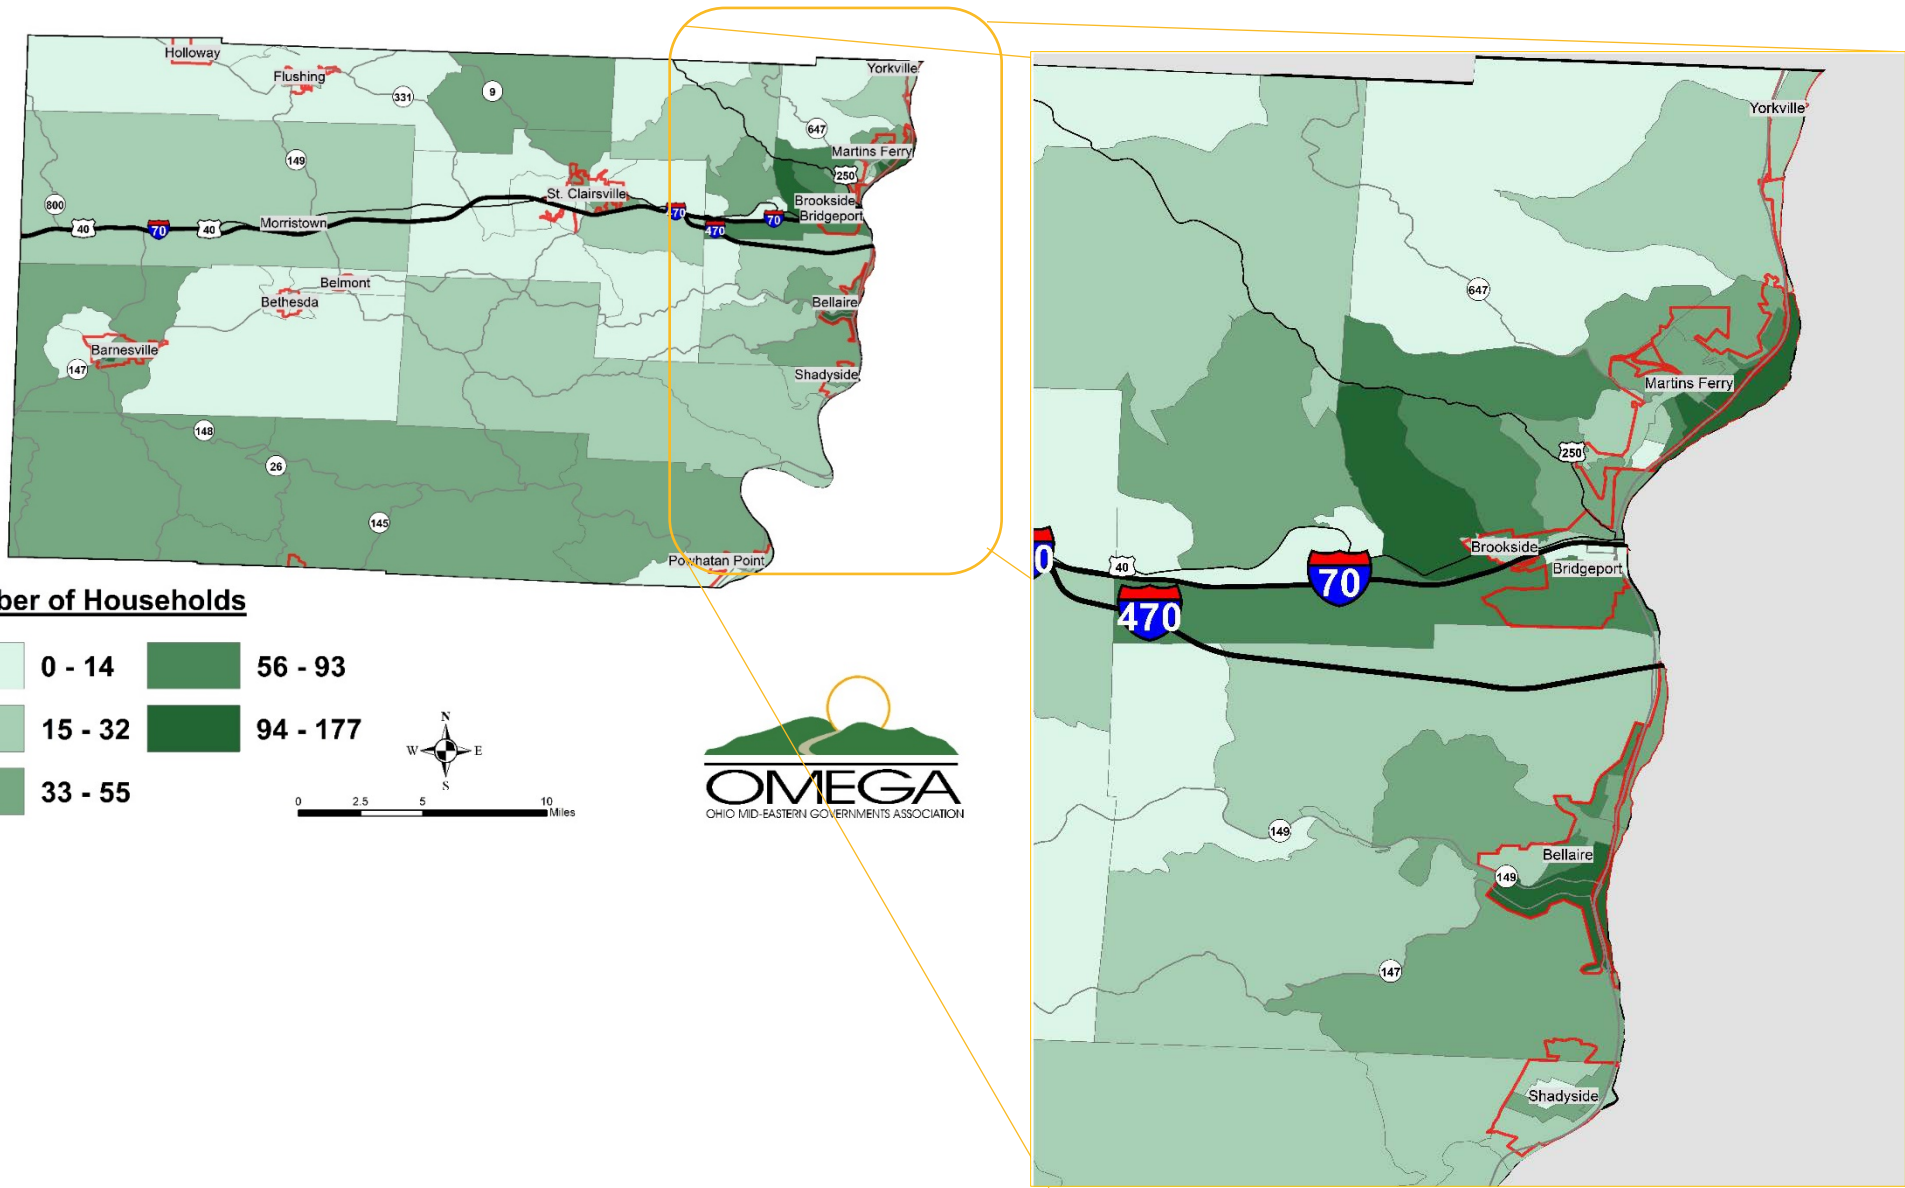 Holloway
Flushing
331
9
Yorkville
647
Martins Ferry
149
250
St. Clairsville
800
Brookside
Bridgeport
Morristown
40
70
40
70
470
70
Belmont
Bethesda
Bellaire
Barnesville
147
Shadyside
148
26
145
Powhatan Point
ber of Households
0 - 14
56 - 93
15 - 32
94 - 177
33 - 55
N
W
E
S
0
2.5
5
10
Miles
OMEGA
OHIO MID-EASTERN GOVERNMENTS ASSOCIATION
Yorkville
647
Martins Ferry
250
Brookside
0
40
70
Bridgeport
470
149
Bellaire
149
147
Shadyside